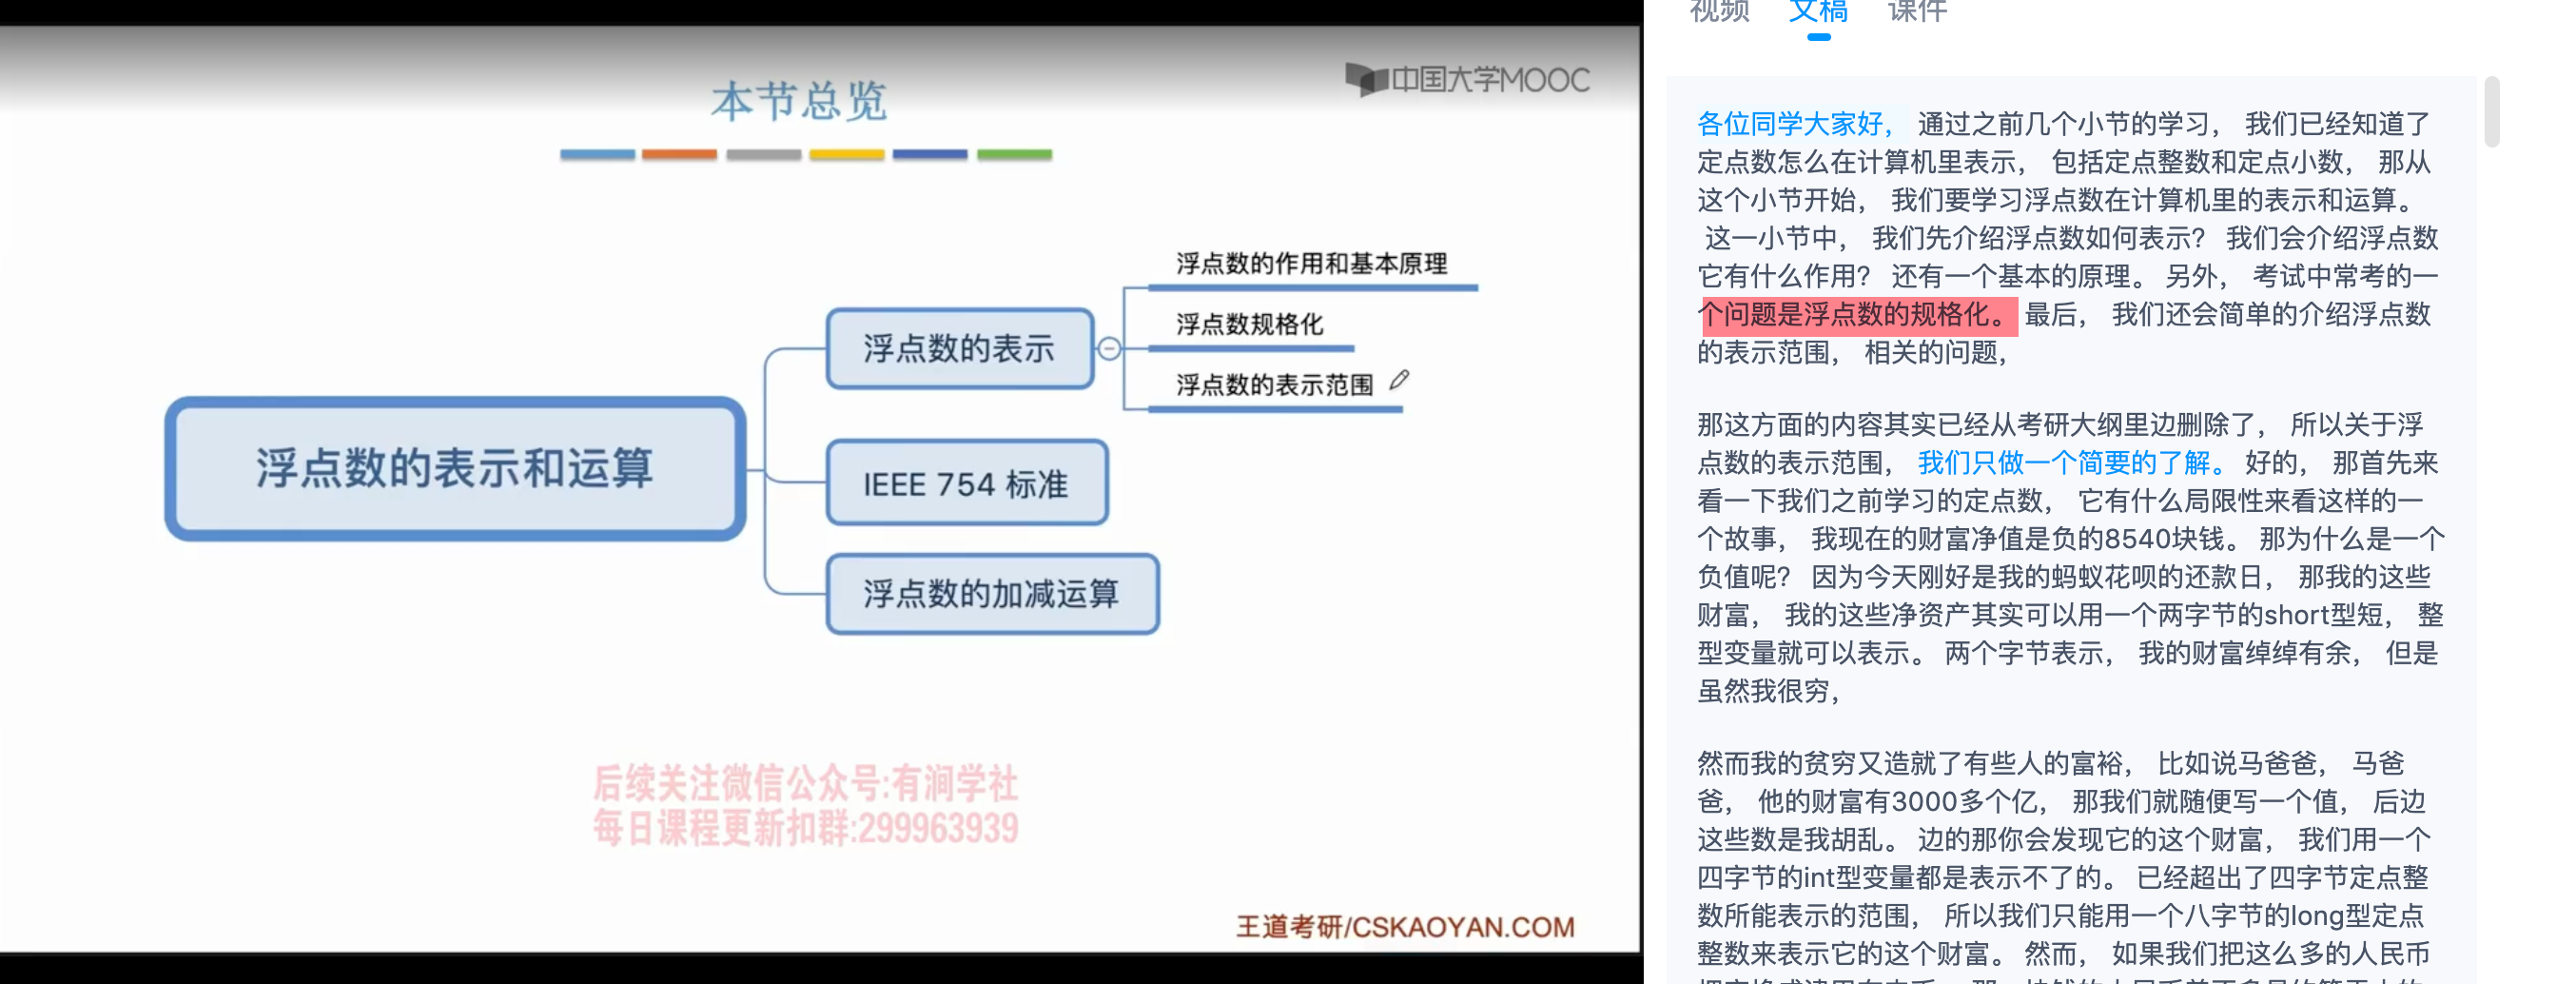 本节总览
中国大学MOOC
浮点数的表示和运算
浮点数的表示
浮点数的作用和基本原理
浮点数规格化
浮点数的表示范围
IEEE 754 标准
浮点数的加减运算
后续关注微信公众号:有涧学社
每日课程更新扣群:299963939
王道考研/CSKAOYAN.COM
视频 文稿 课件
各位同学大家好， 通过之前几个小节的学习， 我们已经知道了
定点数怎么在计算机里表示， 包括定点整数和定点小数， 那从
这个小节开始， 我们要学习浮点数在计算机里的表示和运算。
这一小节中， 我们先介绍浮点数如何表示？ 我们会介绍浮点数
它有什么作用？ 还有一个基本的原理。 另外， 考试中常考的一
个问题是浮点数的规格化。 最后， 我们还会简单的介绍浮点数
的表示范围， 相关的问题，
那这方面的内容其实已经从考研大纲里边删除了， 所以关于浮
点数的表示范围， 我们只做一个简要的了解。 好的， 那首先来
看一下我们之前学习的定点数， 它有什么局限性来看这样的一
个故事， 我现在的财富净值是负的8540块钱。 那为什么是一个
负值呢？ 因为今天刚好是我的蚂蚁花呗的还款日， 那我的这些
财富， 我的这些净资产其实可以用一个两字节的short型短， 整
型变量就可以表示。 两个字节表示， 我的财富绰绰有余， 但是
虽然我很穷，
然而我的贫穷又造就了有些人的富裕， 比如说马爸爸， 马爸
爸， 他的财富有3000多个亿， 那我们就随便写一个值， 后边
这些数是我胡乱。 边的那你会发现它的这个财富， 我们用一个
四字节的int型变量都是表示不了的。 已经超出了四字节定点整
数所能表示的范围， 所以我们只能用一个八字节的long型定点
整数来表示它的这个财富。 然而， 如果我们把这么多的人民币